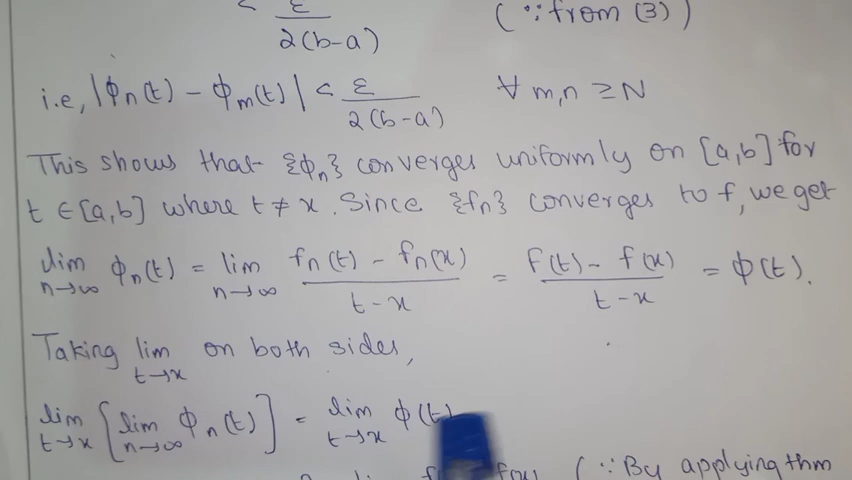 < ε / 2(b-a) (∵ from (3))
i.e, |ϕn(t) - ϕm(t)| < ε / 2(b-a) ∀ m,n ≥ N
This shows that {ϕn} converges uniformly on [a,b] for
t ∈ [a,b] where t ≠ x. Since {fn} converges to f, we get
lim n→∞ ϕn(t) = lim n→∞ fn(t) - fn(x) / t-x = f(t) - f(x) / t-x = ϕ(t).
Taking lim t→x on both sides,
lim t→x [lim n→∞ ϕn(t)] = lim t→x ϕ(t)
(∵ By applying thm